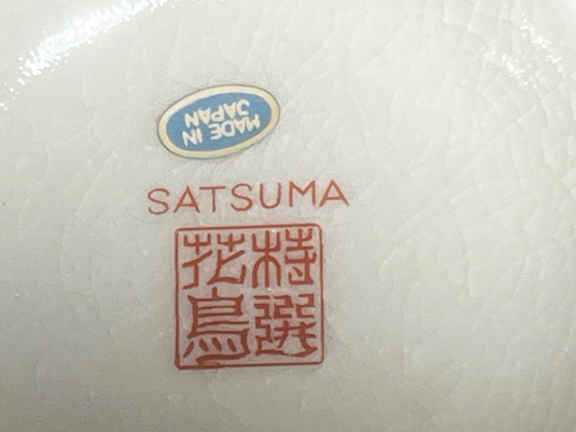 MADE IN
JAPAN
SATSUMA
特選
花鳥